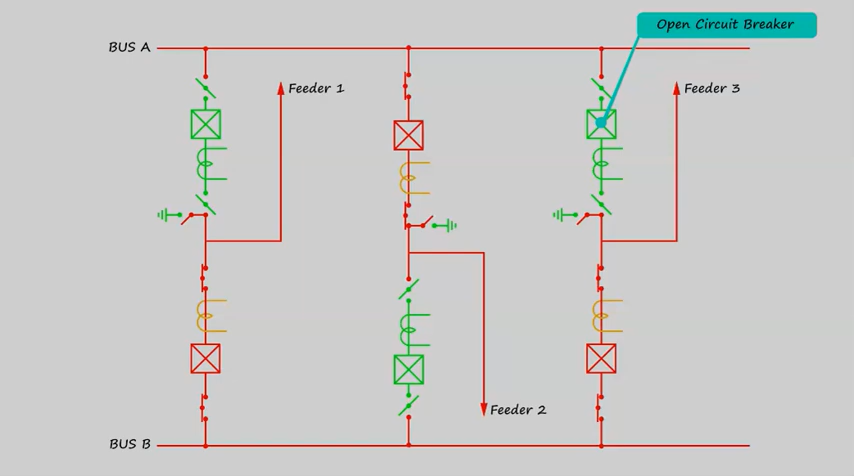 Open Circuit Breaker
BUS A
Feeder 1
Feeder 3
Feeder 2
BUS B